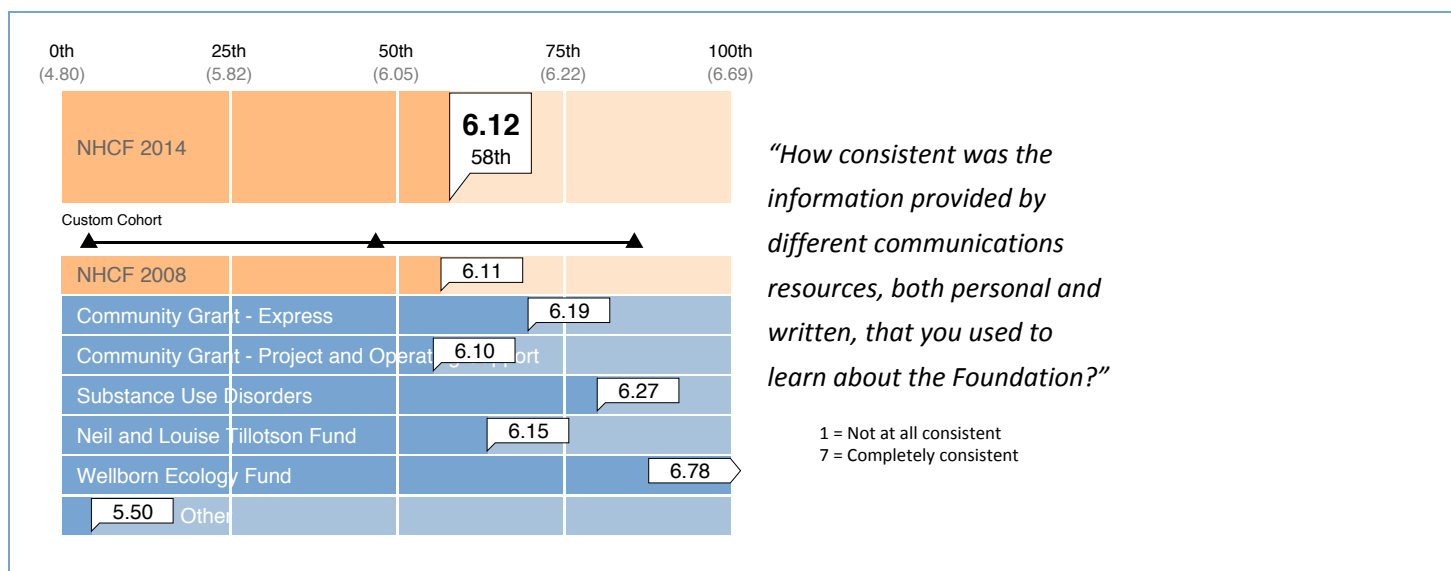 0th 25th 50th 75th 100th
(4.80) (5.82) (6.05) (6.22) (6.69)
NHCF 2014
6.12
58th
Custom Cohort
NHCF 2008 6.11
Community Grant - Express 6.19
Community Grant - Project and Operat 6.10 ort
Substance Use Disorders 6.27
Neil and Louise Tillotson Fund 6.15
Wellborn Ecology Fund 6.78
5.50 Other
“How consistent was the
information provided by
different communications
resources, both personal and
written, that you used to
learn about the Foundation?”
1 = Not at all consistent
7 = Completely consistent